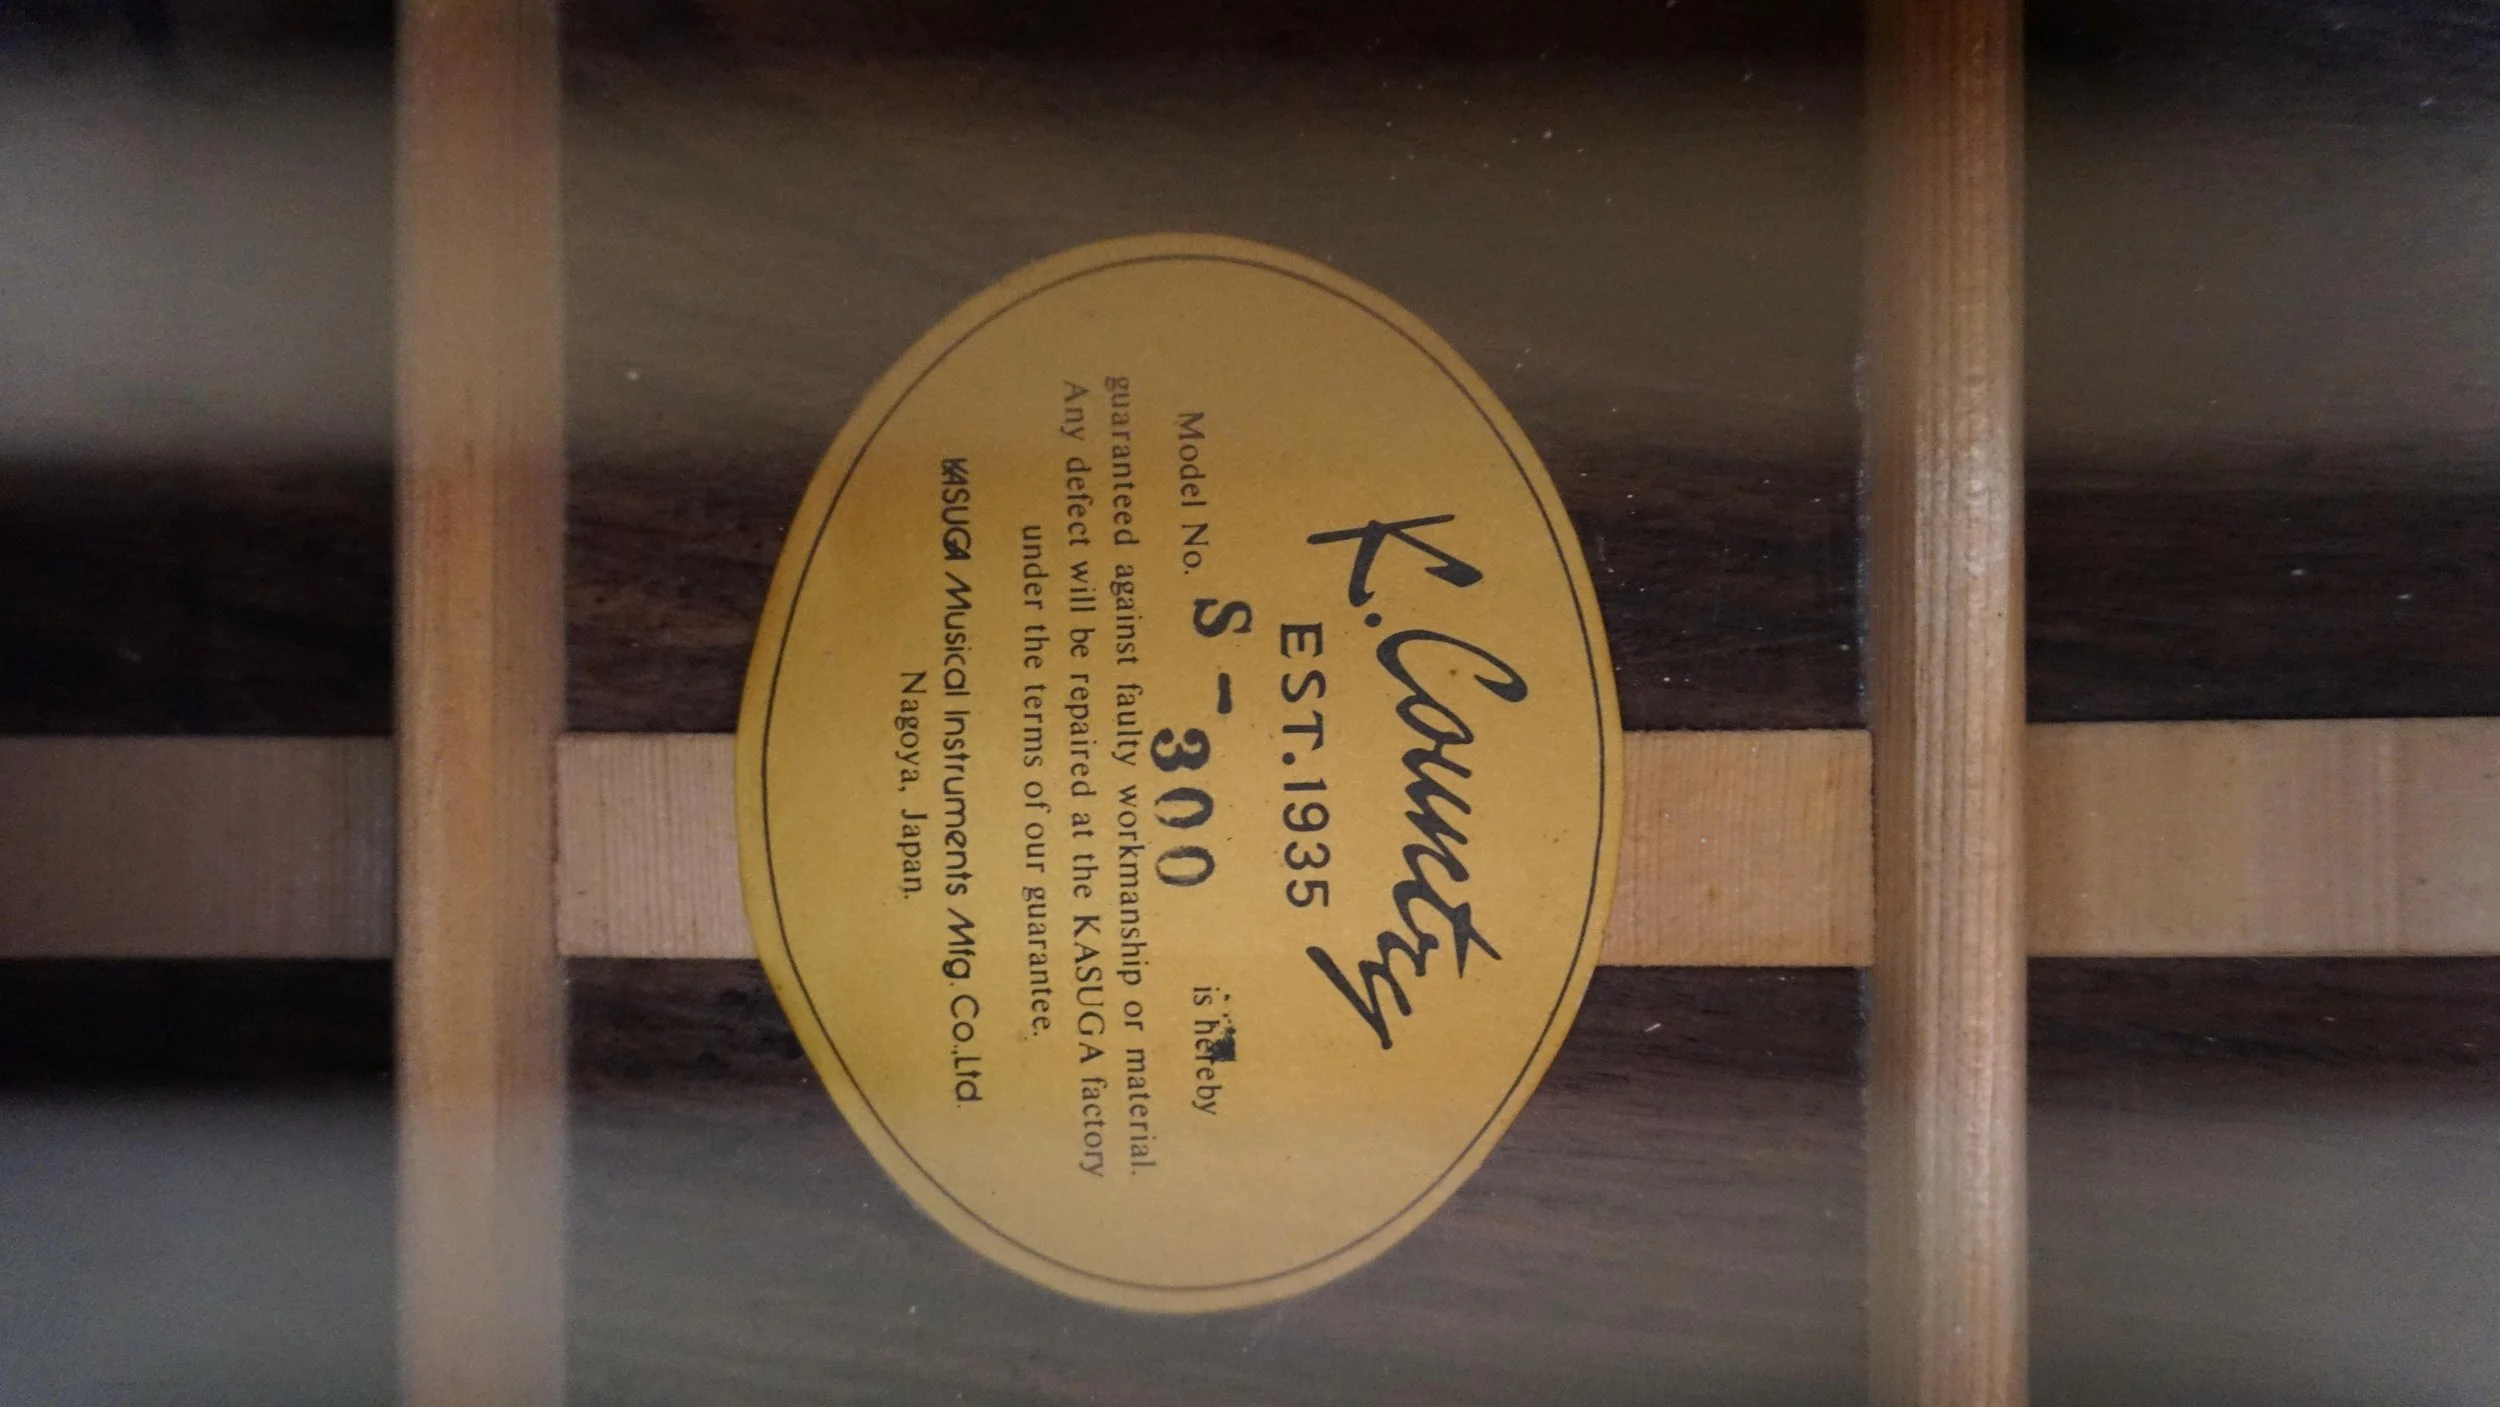 K. Country
EST. 1935
Model No. S-300 is hereby
guaranteed against faulty workmanship or material.
Any defect will be repaired at the KASUGA factory
under the terms of our guarantee.
KASUGA Musical Instruments Mfg. Co., Ltd.
Nagoya, Japan.